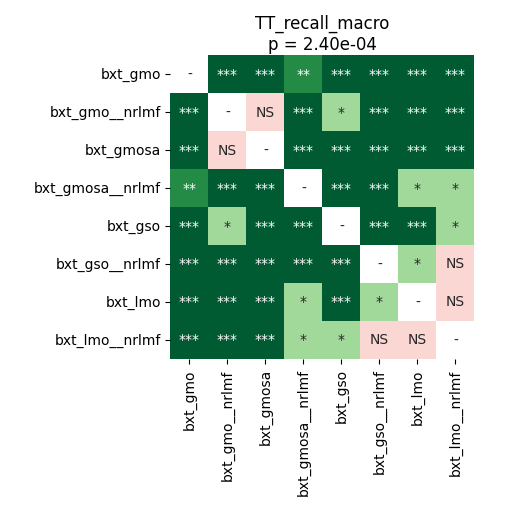 TT_recall_macro
p = 2.40e-04
bxt_gmo - *** *** ** *** *** *** ***
bxt_gmo__nrlmf *** - NS *** * *** *** ***
bxt_gmosa *** NS - *** *** *** *** ***
bxt_gmosa__nrlmf ** *** *** - *** *** * *
bxt_gso *** * *** *** - *** *** *
bxt_gso__nrlmf *** *** *** *** *** - * NS
bxt_lmo *** *** *** * *** * - NS
bxt_lmo__nrlmf *** *** *** * * NS NS -
bxt_gmo
bxt_gmo__nrlmf
bxt_gmosa
bxt_gmosa__nrlmf
bxt_gso
bxt_gso__nrlmf
bxt_lmo
bxt_lmo__nrlmf